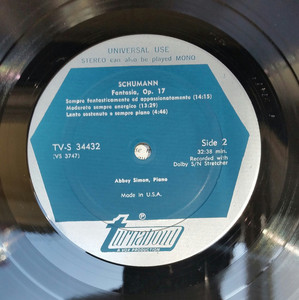 UNIVERSAL USE
STEREO can also be played MONO
SCHUMANN
Fantasia, Op. 17
Sempre fantasticamente ed appassionatamente (14:15)
Moderato sempre energico (13:29)
Lento sostenuto e sempre piano (4:46)
TV-S 34432
(VS 3747)
Side 2
32:38 min.
Recorded with
Dolby S/N Stretcher
Abbey Simon, Piano
Made in U.S.A.
℗
turnabout
A VOX PRODUCTION